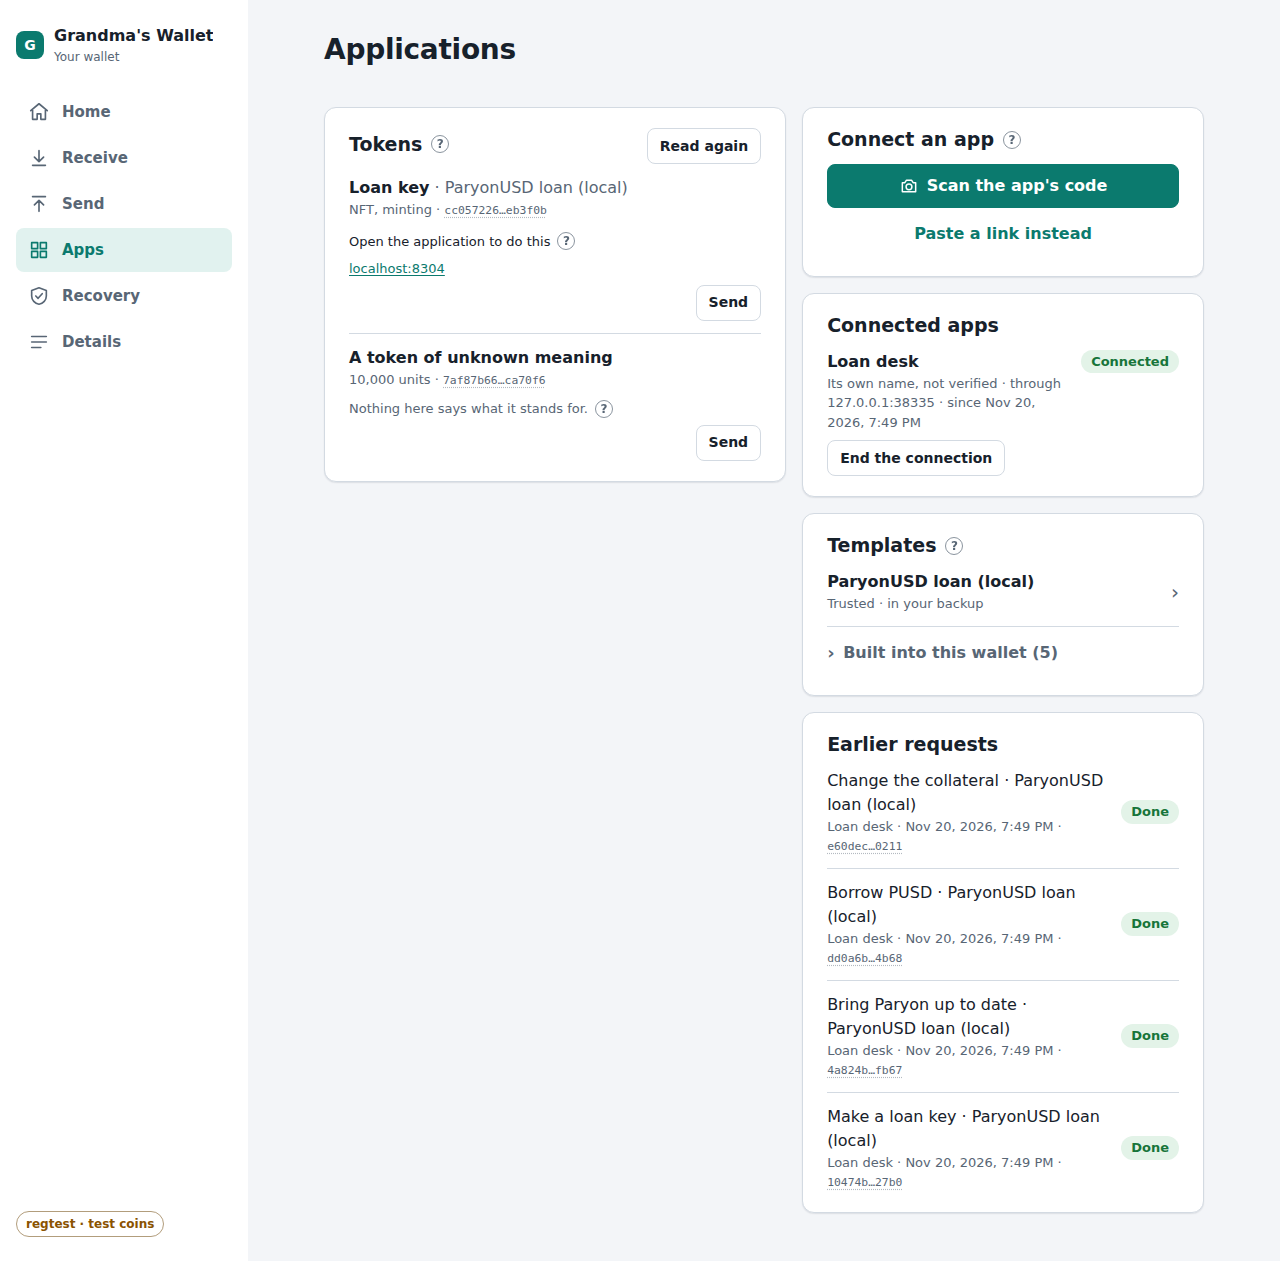 G
Grandma's Wallet
Your wallet
Home
Receive
Send
Apps
Recovery
Details
regtest · test coins
Applications
Tokens ?
Read again
Loan key · ParyonUSD loan (local)
NFT, minting · cc057226…eb3f0b
Open the application to do this ?
localhost:8304
Send
A token of unknown meaning
10,000 units · 7af87b66…ca70f6
Nothing here says what it stands for. ?
Send
Connect an app ?
Scan the app's code
Paste a link instead
Connected apps
Loan desk
Connected
Its own name, not verified · through
127.0.0.1:38335 · since Nov 20,
2026, 7:49 PM
End the connection
Templates ?
ParyonUSD loan (local)
Trusted · in your backup
›
› Built into this wallet (5)
Earlier requests
Change the collateral · ParyonUSD
loan (local)
Loan desk · Nov 20, 2026, 7:49 PM ·
e60dec…0211
Done
Borrow PUSD · ParyonUSD loan
(local)
Loan desk · Nov 20, 2026, 7:49 PM ·
dd0a6b…4b68
Done
Bring Paryon up to date ·
ParyonUSD loan (local)
Loan desk · Nov 20, 2026, 7:49 PM ·
4a824b…fb67
Done
Make a loan key · ParyonUSD loan
(local)
Loan desk · Nov 20, 2026, 7:49 PM ·
10474b…27b0
Done